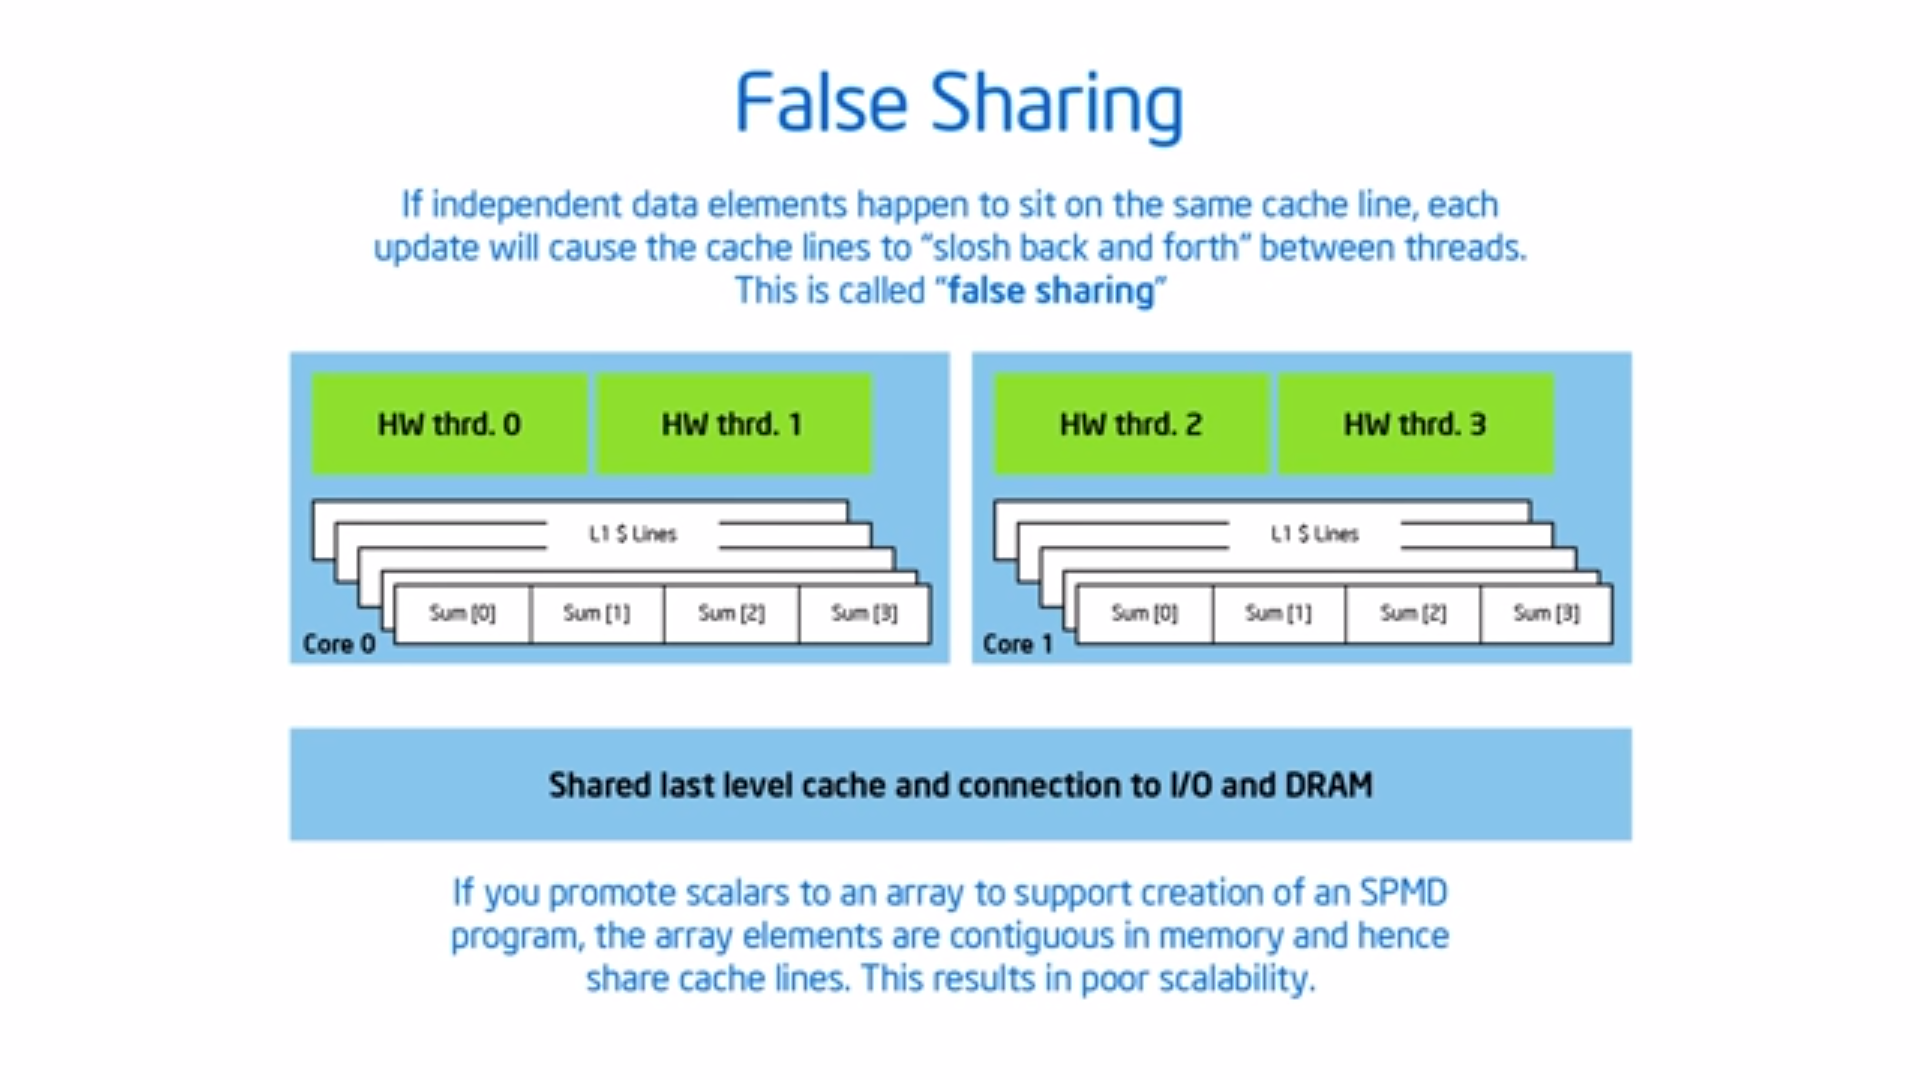 False Sharing
If independent data elements happen to sit on the same cache line, each
update will cause the cache lines to “slosh back and forth” between threads.
This is called “false sharing”
HW thrd. 0
HW thrd. 1
L1 $ Lines
Sum [0]
Sum [1]
Sum [2]
Sum [3]
Core 0
HW thrd. 2
HW thrd. 3
L1 $ Lines
Sum [0]
Sum [1]
Sum [2]
Sum [3]
Core 1
Shared last level cache and connection to I/O and DRAM
If you promote scalars to an array to support creation of an SPMD
program, the array elements are contiguous in memory and hence
share cache lines. This results in poor scalability.